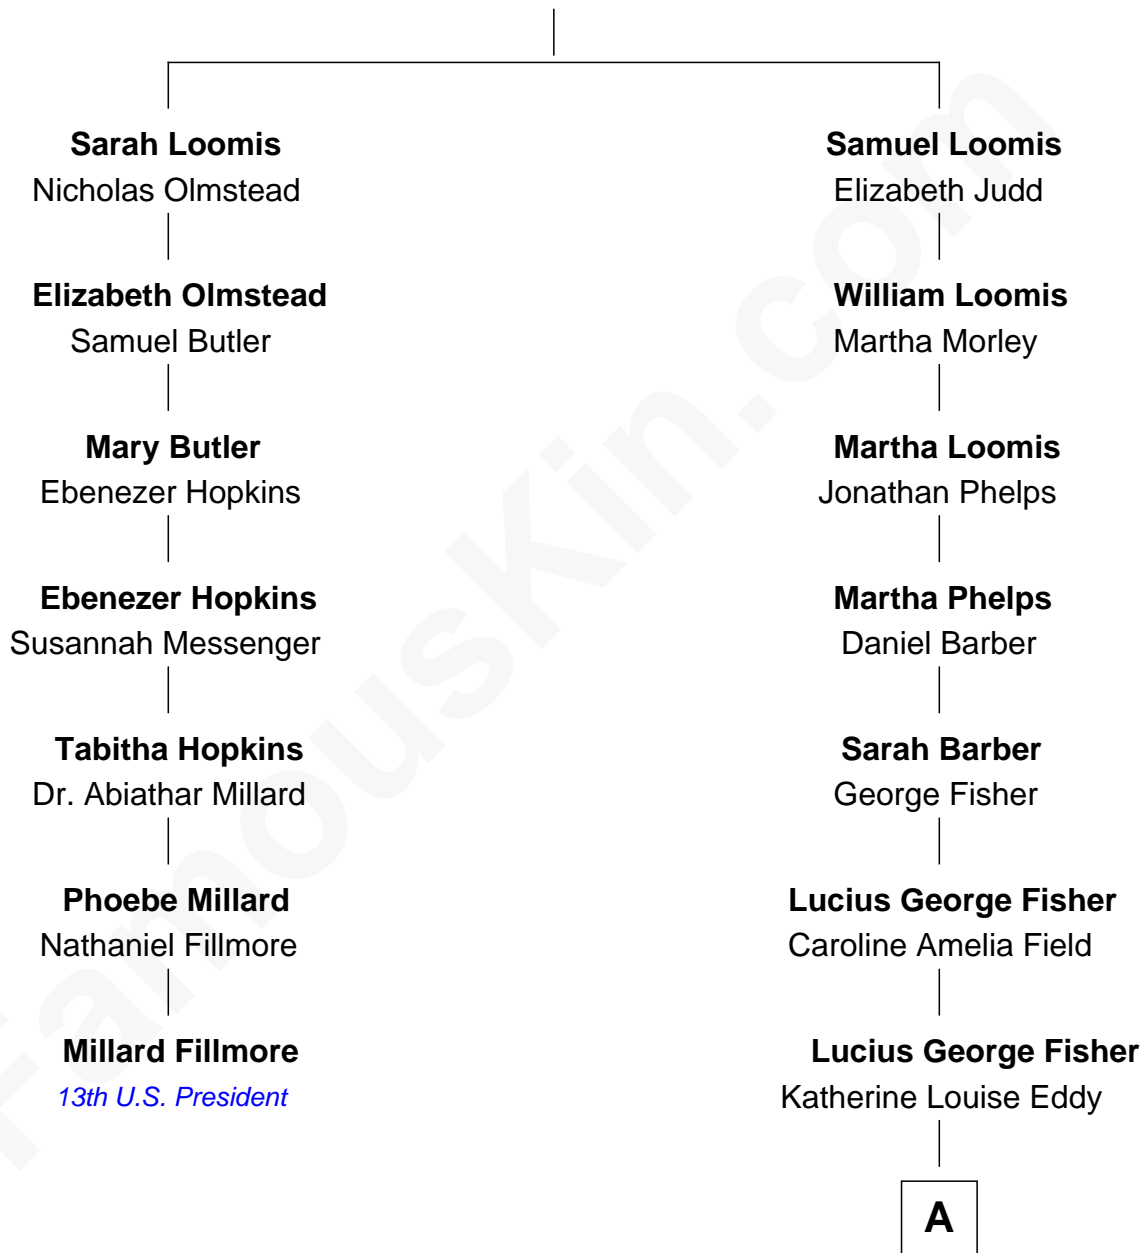 Sarah Loomis
Nicholas Olmstead
Elizabeth Olmstead
Samuel Butler
Mary Butler
Ebenezer Hopkins
Ebenezer Hopkins
Susannah Messenger
Tabitha Hopkins
Dr. Abiathar Millard
Phoebe Millard
Nathaniel Fillmore
Millard Fillmore
13th U.S. President
Samuel Loomis
Elizabeth Judd
William Loomis
Martha Morley
Martha Loomis
Jonathan Phelps
Martha Phelps
Daniel Barber
Sarah Barber
George Fisher
Lucius George Fisher
Caroline Amelia Field
Lucius George Fisher
Katherine Louise Eddy
A
FamousKin.com